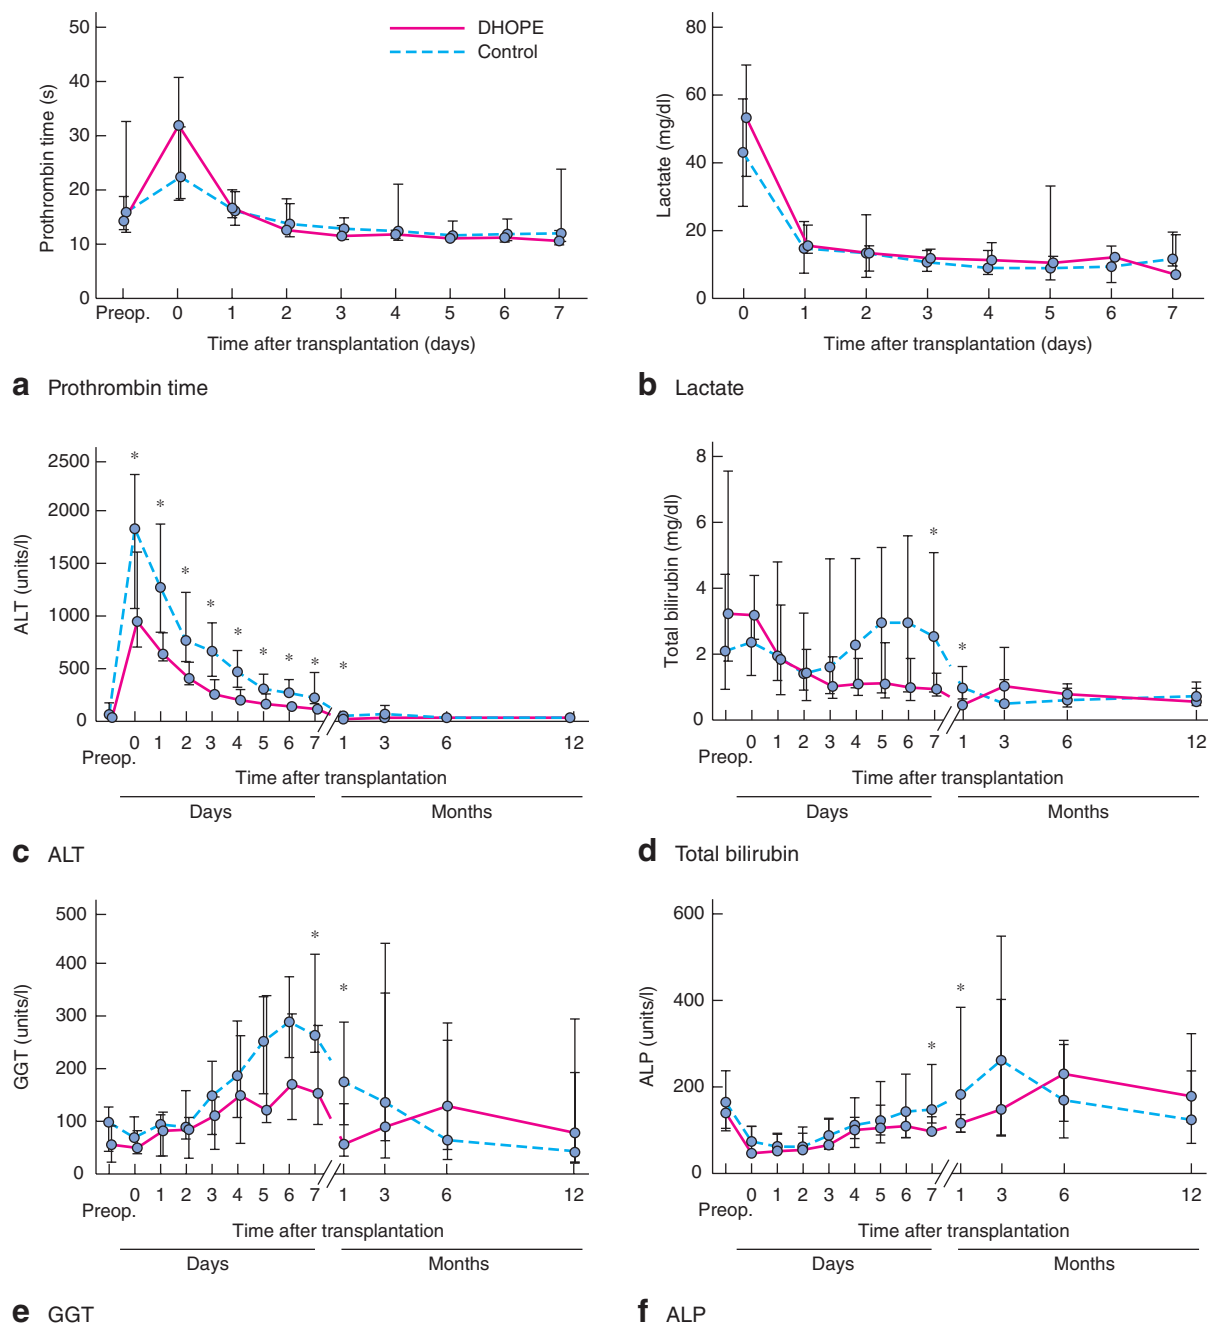 50
40
30
20
10
0
Prothrombin time (s)
DHOPE
Control
Preop. 0 1 2 3 4 5 6 7
Time after transplantation (days)
a Prothrombin time
80
60
40
20
0
Lactate (mg/dl)
0 1 2 3 4 5 6 7
Time after transplantation (days)
b Lactate
2500
2000
1500
1000
500
0
ALT (units/l)
* * * * * * * * *
0 1 2 3 4 5 6 7 1 3 6 12
Preop.
Time after transplantation
Days Months
c ALT
8
6
4
2
0
Total bilirubin (mg/dl)
* *
0 1 2 3 4 5 6 7 1 3 6 12
Preop.
Time after transplantation
Days Months
d Total bilirubin
500
400
300
200
100
0
GGT (units/l)
* *
0 1 2 3 4 5 6 7 1 3 6 12
Preop.
Time after transplantation
Days Months
e GGT
600
400
200
0
ALP (units/l)
* *
0 1 2 3 4 5 6 7 1 3 6 12
Preop.
Time after transplantation
Days Months
f ALP